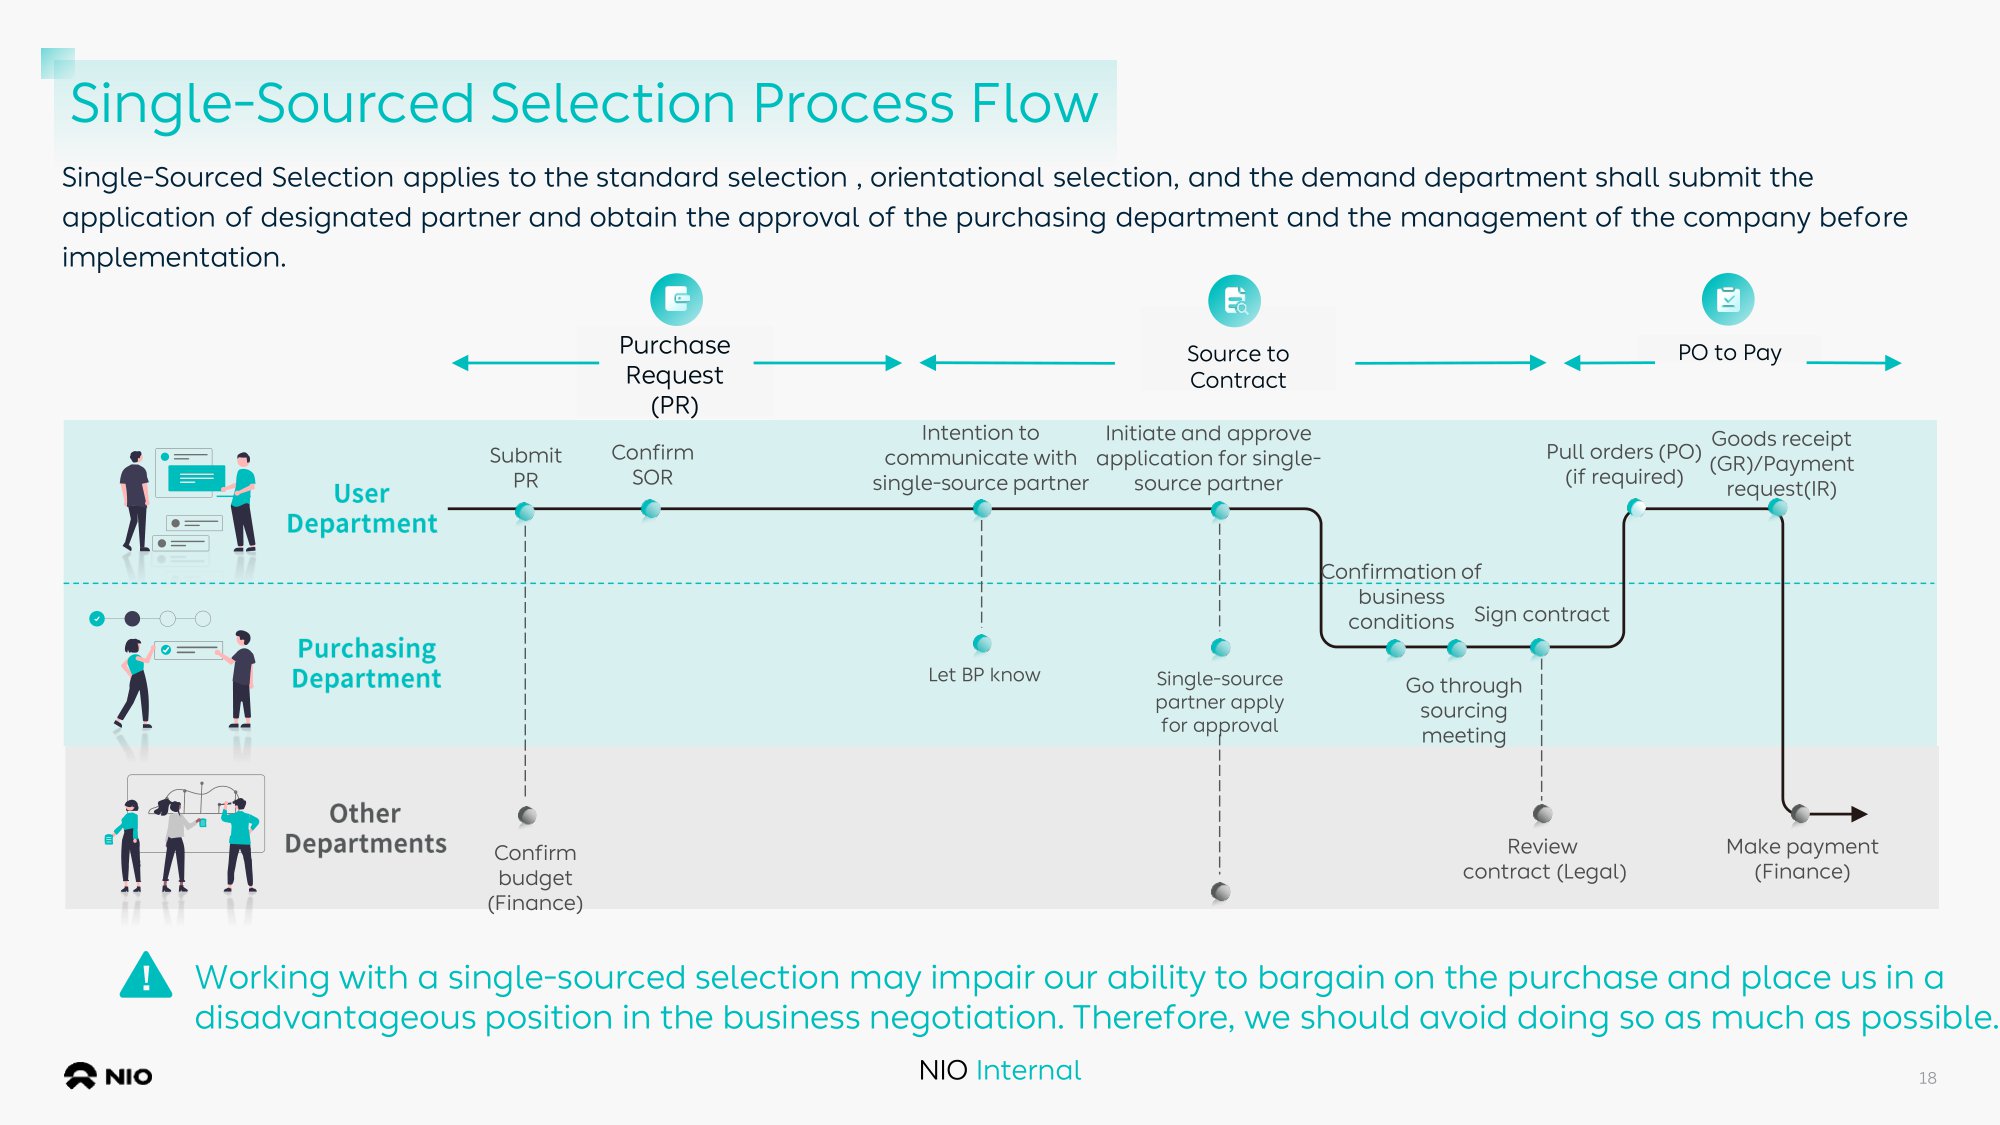 Single-Sourced Selection Process Flow
Single-Sourced Selection applies to the standard selection , orientational selection, and the demand department shall submit the
application of designated partner and obtain the approval of the purchasing department and the management of the company before
implementation.
Purchase
Request
(PR)
Source to
Contract
PO to Pay
User
Department
Submit
PR
Confirm
SOR
Intention to
communicate with
single-source partner
Initiate and approve
application for single-
source partner
Pull orders (PO)
(if required)
Goods receipt
(GR)/Payment
request(IR)
Purchasing
Department
Let BP know
Single-source
partner apply
for approval
Confirmation of
business
conditions
Go through
sourcing
meeting
Sign contract
Other
Departments
Confirm
budget
(Finance)
Review
contract (Legal)
Make payment
(Finance)
Working with a single-sourced selection may impair our ability to bargain on the purchase and place us in a
disadvantageous position in the business negotiation. Therefore, we should avoid doing so as much as possible.
NIO
NIO Internal
18